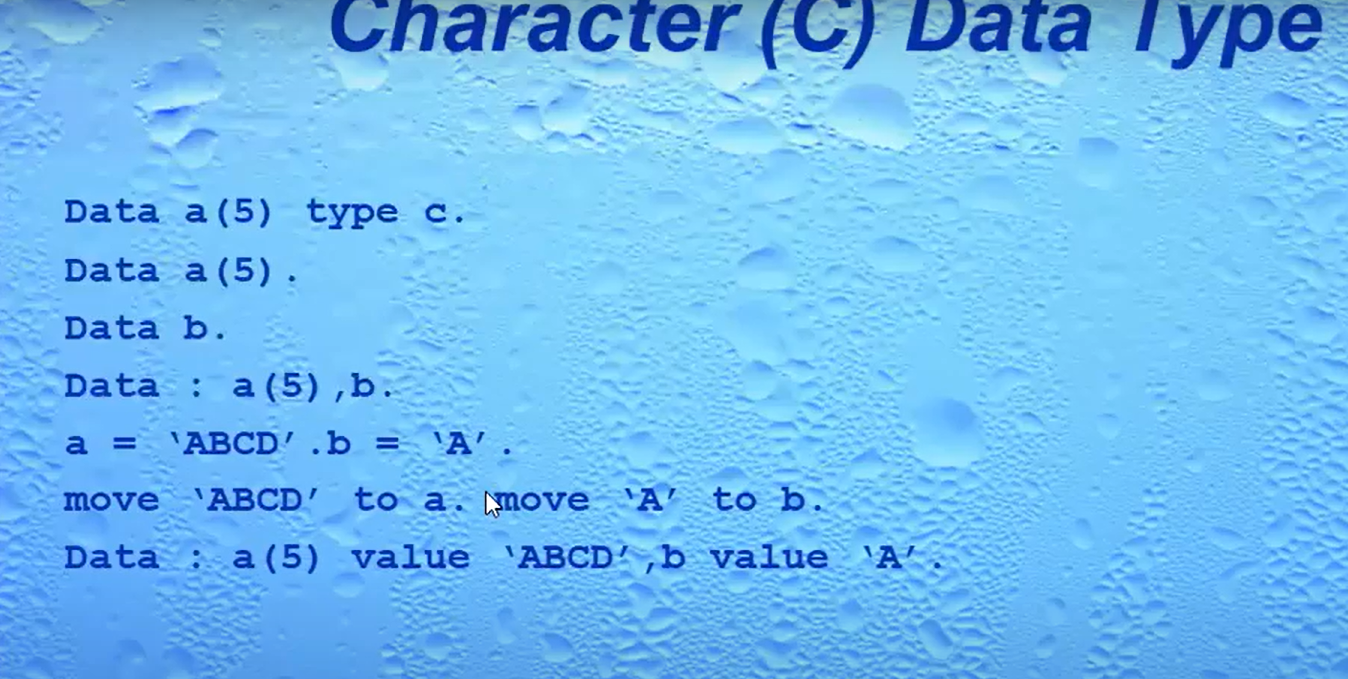 Character (C) Data Type
Data a(5) type c.
Data a(5).
Data b.
Data : a(5),b.
a = ‘ABCD’.b = ‘A’.
move ‘ABCD’ to a. move ‘A’ to b.
Data : a(5) value ‘ABCD’,b value ‘A’.